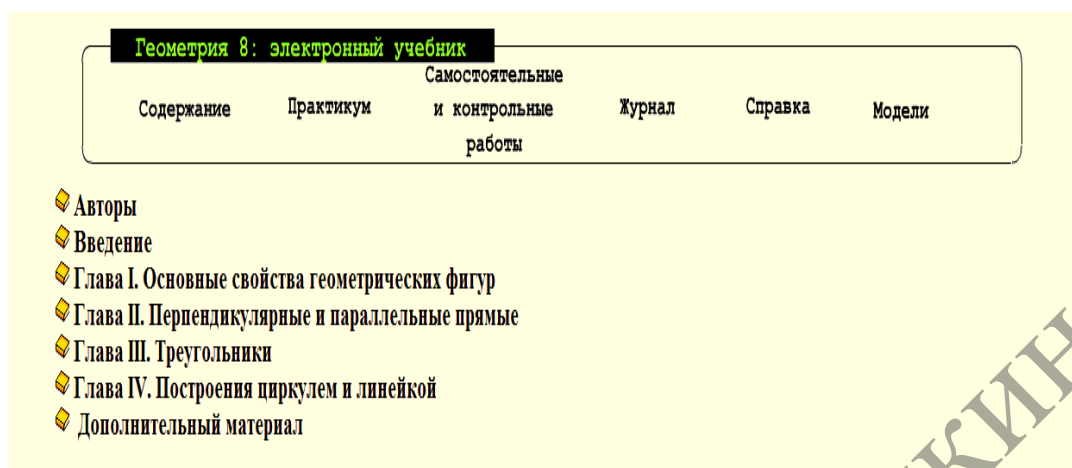 Геометрия 8: электронный учебник
Содержание Практикум Самостоятельные и контрольные работы Журнал Справка Модели
Авторы
Введение
Глава I. Основные свойства геометрических фигур
Глава II. Перпендикулярные и параллельные прямые
Глава III. Треугольники
Глава IV. Построения циркулем и линейкой
Дополнительный материал